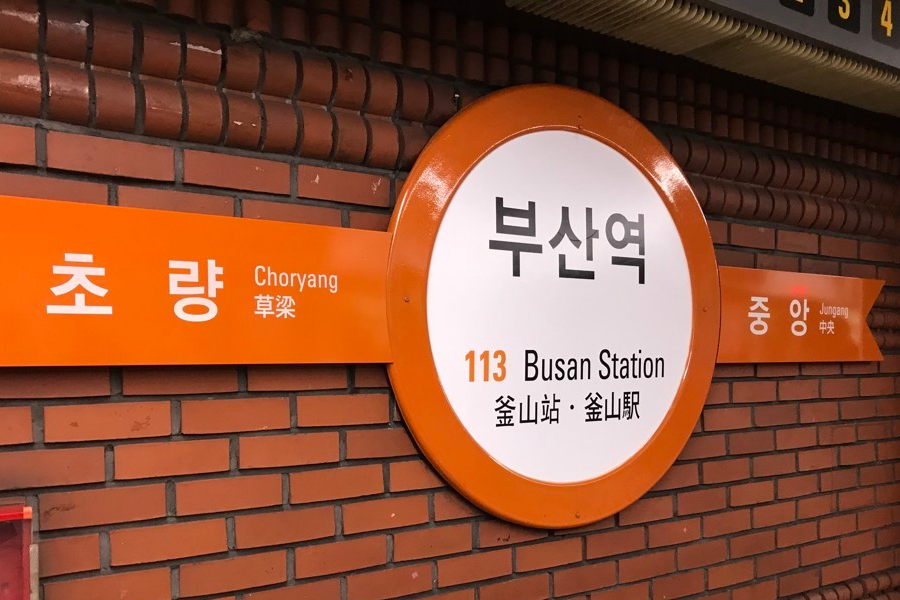 초 량
Choryang
草梁
부산역
113 Busan Station
釜山站 · 釜山駅
중 앙
Jungang
中央
3 4